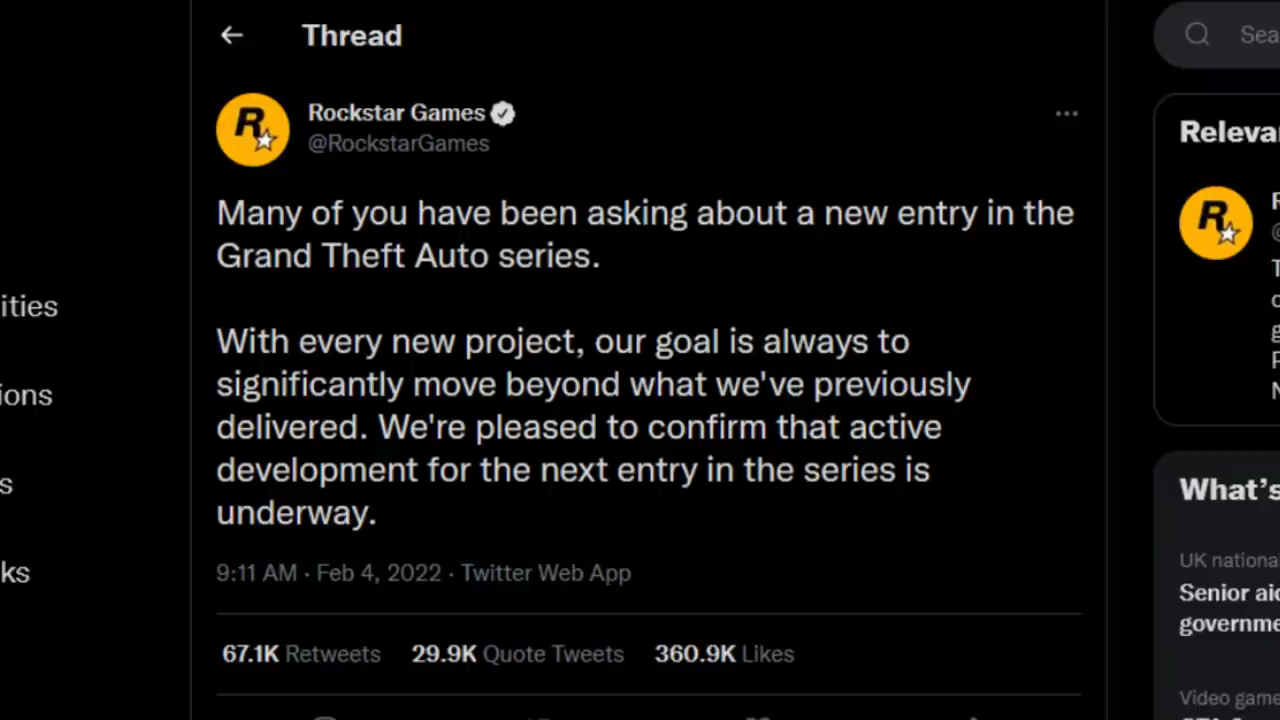 Thread
Rockstar Games
@RockstarGames
Many of you have been asking about a new entry in the
Grand Theft Auto series.
With every new project, our goal is always to
significantly move beyond what we've previously
delivered. We're pleased to confirm that active
development for the next entry in the series is
underway.
9:11 AM · Feb 4, 2022 · Twitter Web App
67.1K Retweets 29.9K Quote Tweets 360.9K Likes
ities
ions
s
ks
Sea
Releva
R
What's
UK nationa
Senior aid
governme
Video game